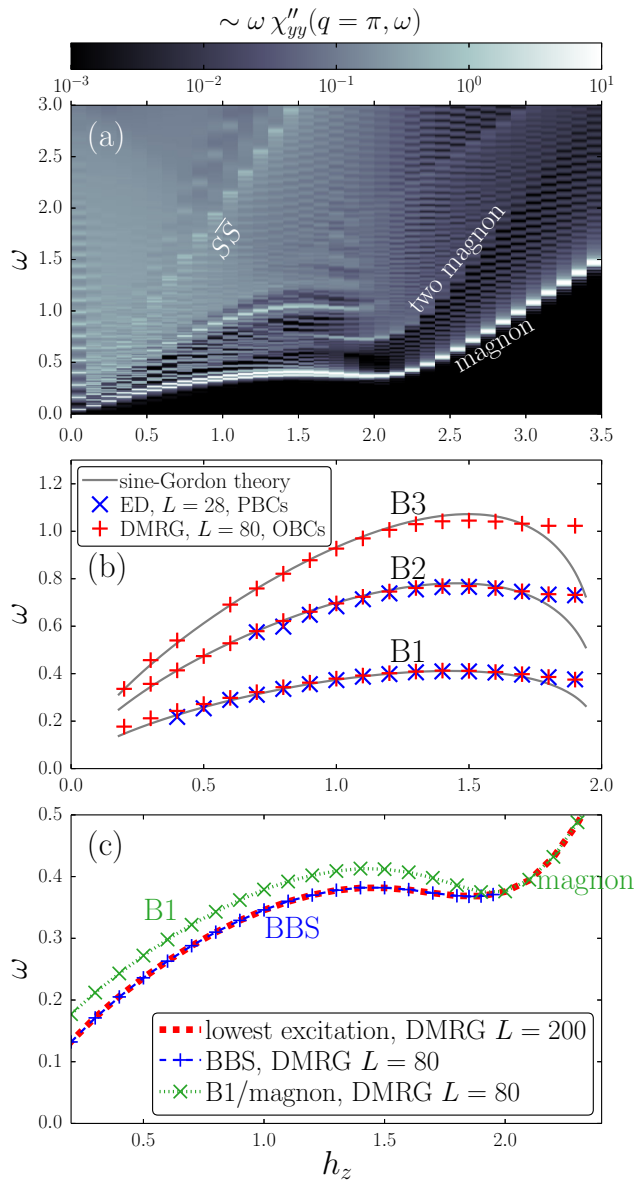 ∼ ω χ″yy(q = π, ω)
10⁻³ 10⁻² 10⁻¹ 10⁰ 10¹
(a)
3.0
2.5
2.0
1.5
1.0
0.5
0.0
ω
SS̅
two magnon
magnon
0.0 0.5 1.0 1.5 2.0 2.5 3.0 3.5
sine-Gordon theory
ED, L = 28, PBCs
DMRG, L = 80, OBCs
(b)
B3
B2
B1
1.2
1.0
0.8
0.6
0.4
0.2
0.0
ω
0.0 0.5 1.0 1.5 2.0
(c)
0.5
0.4
0.3
0.2
0.1
0.0
ω
B1
BBS
magnon
lowest excitation, DMRG L = 200
BBS, DMRG L = 80
B1/magnon, DMRG L = 80
0.5 1.0 1.5 2.0
h_z